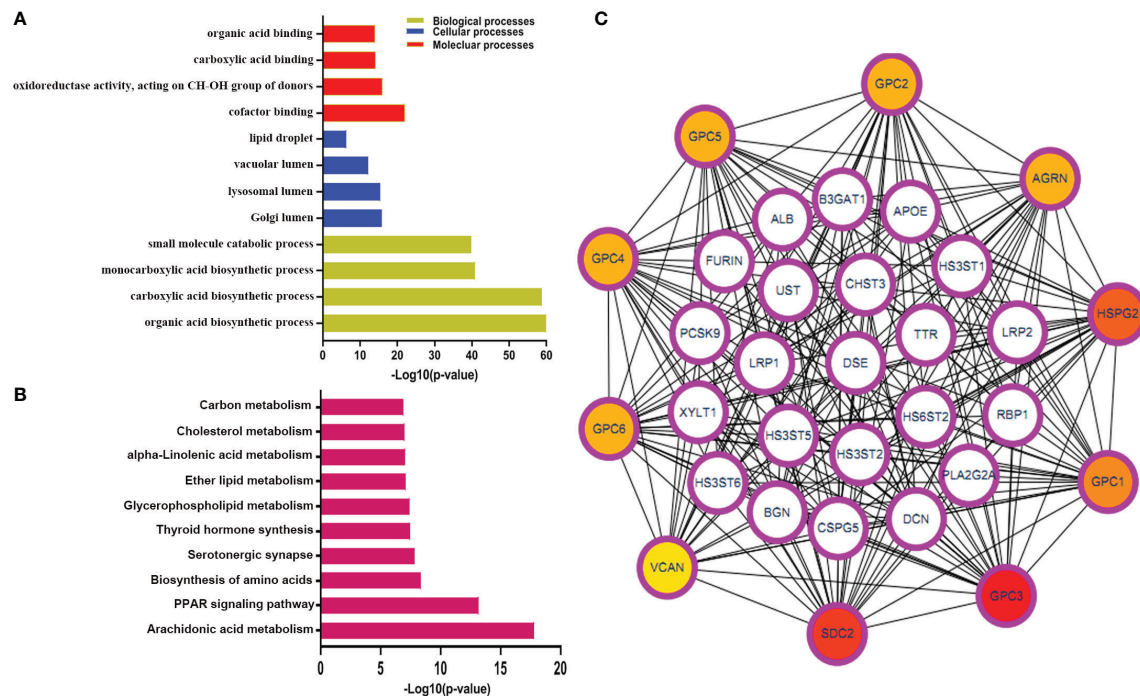 A
Biological processes
Cellular processes
Molecluar processes
organic acid binding
carboxylic acid binding
oxidoreductase activity, acting on CH-OH group of donors
cofactor binding
lipid droplet
vacuolar lumen
lysosomal lumen
Golgi lumen
small molecule catabolic process
monocarboxylic acid biosynthetic process
carboxylic acid biosynthetic process
organic acid biosynthetic process
0 10 20 30 40 50 60
-Log10(p-value)
B
Carbon metabolism
Cholesterol metabolism
alpha-Linolenic acid metabolism
Ether lipid metabolism
Glycerophospholipid metabolism
Thyroid hormone synthesis
Serotonergic synapse
Biosynthesis of amino acids
PPAR signaling pathway
Arachidonic acid metabolism
0 5 10 15 20
-Log10(p-value)
C
GPC2
GPC5
AGRN
B3GAT1
APOE
ALB
GPC4
FURIN
HS3ST1
UST
CHST3
HSPG2
PCSK9
TTR
LRP2
LRP1
DSE
XYLT1
HS6ST2
RBP1
GPC6
HS3ST5
HS3ST2
HS3ST6
PLA2G2A
GPC1
BGN
CSPG5
DCN
VCAN
GPC3
SDC2